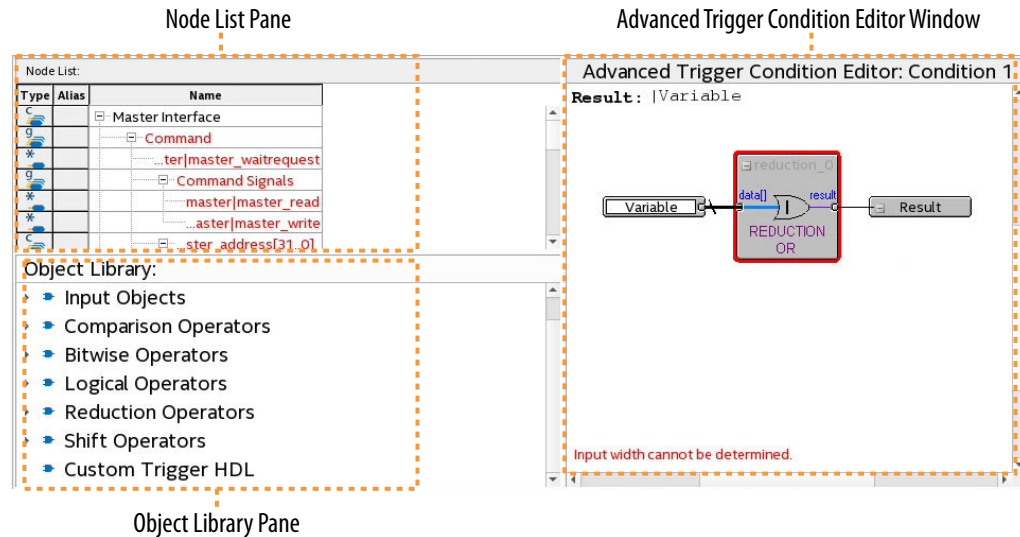 Node List Pane
Advanced Trigger Condition Editor Window
Node List:
Type Alias Name
Master Interface
Command
...ter|master_waitrequest
Command Signals
master|master_read
...aster|master_write
...ster_address[31..0]
Object Library:
Input Objects
Comparison Operators
Bitwise Operators
Logical Operators
Reduction Operators
Shift Operators
Custom Trigger HDL
Object Library Pane
Advanced Trigger Condition Editor: Condition 1
Result: |Variable
reduction_0
data[] result
Variable
REDUCTION
OR
Result
Input width cannot be determined.